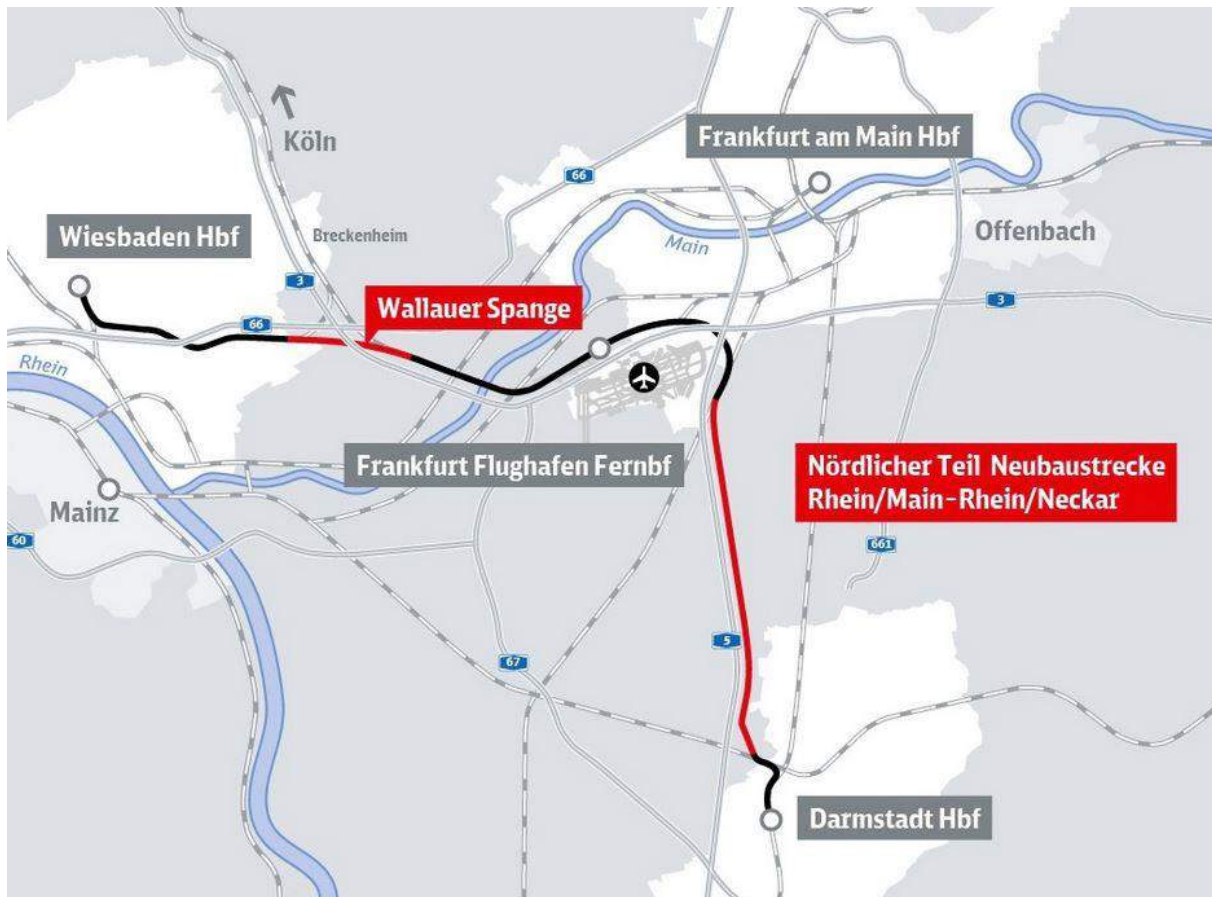 Köln
Frankfurt am Main Hbf
66
Wiesbaden Hbf
Breckenheim
Main
Offenbach
3
3
Wallauer Spange
66
Rhein
Frankfurt Flughafen Fernbf
Nördlicher Teil Neubaustrecke
Rhein/Main-Rhein/Neckar
Mainz
60
661
5
67
Darmstadt Hbf